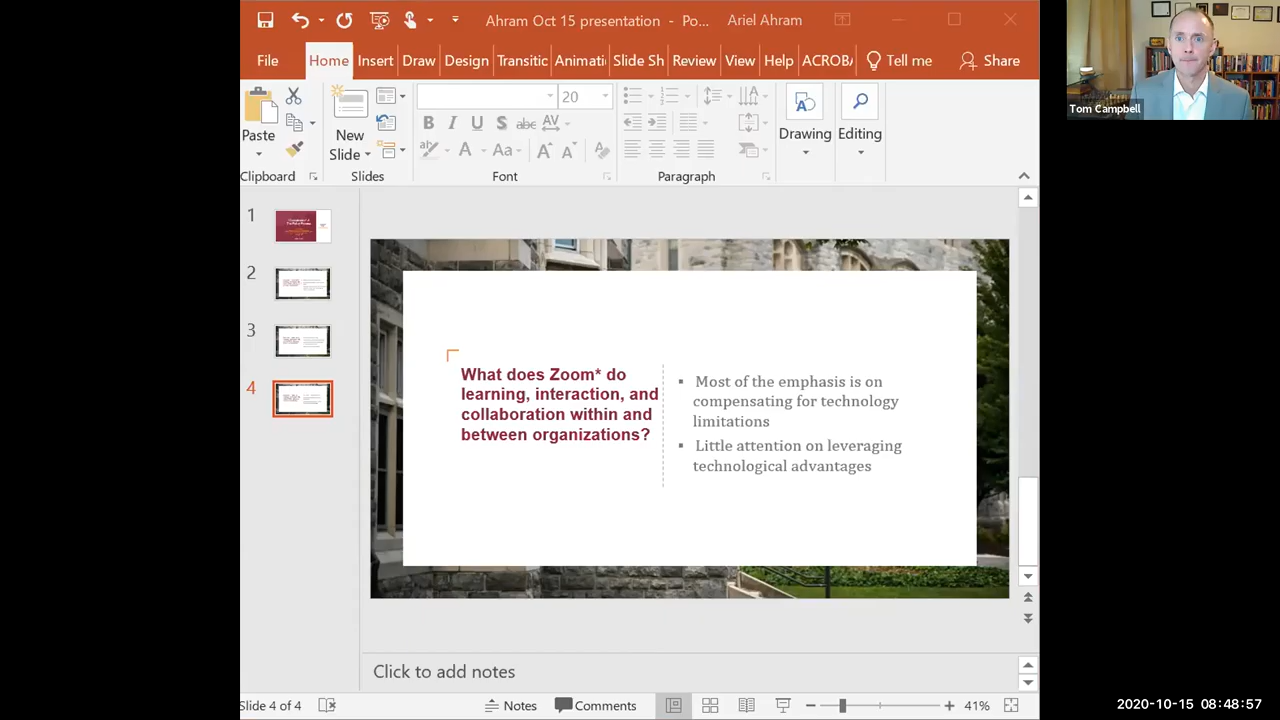 Ahram Oct 15 presentation - Po...
Ariel Ahram
File Home Insert Draw Design Transitic Animati Slide Sh Review View Help ACROB/ Tell me Share
Paste
New
Slide
20
B I U S abc AV
Aa A A
Drawing
Editing
Clipboard Slides Font Paragraph
Tom Campbell
1
2
3
4
What does Zoom* do
learning, interaction, and
collaboration within and
between organizations?
▪ Most of the emphasis is on
compensating for technology
limitations
▪ Little attention on leveraging
technological advantages
Click to add notes
Slide 4 of 4 Notes Comments 41%
2020-10-15 08:48:57